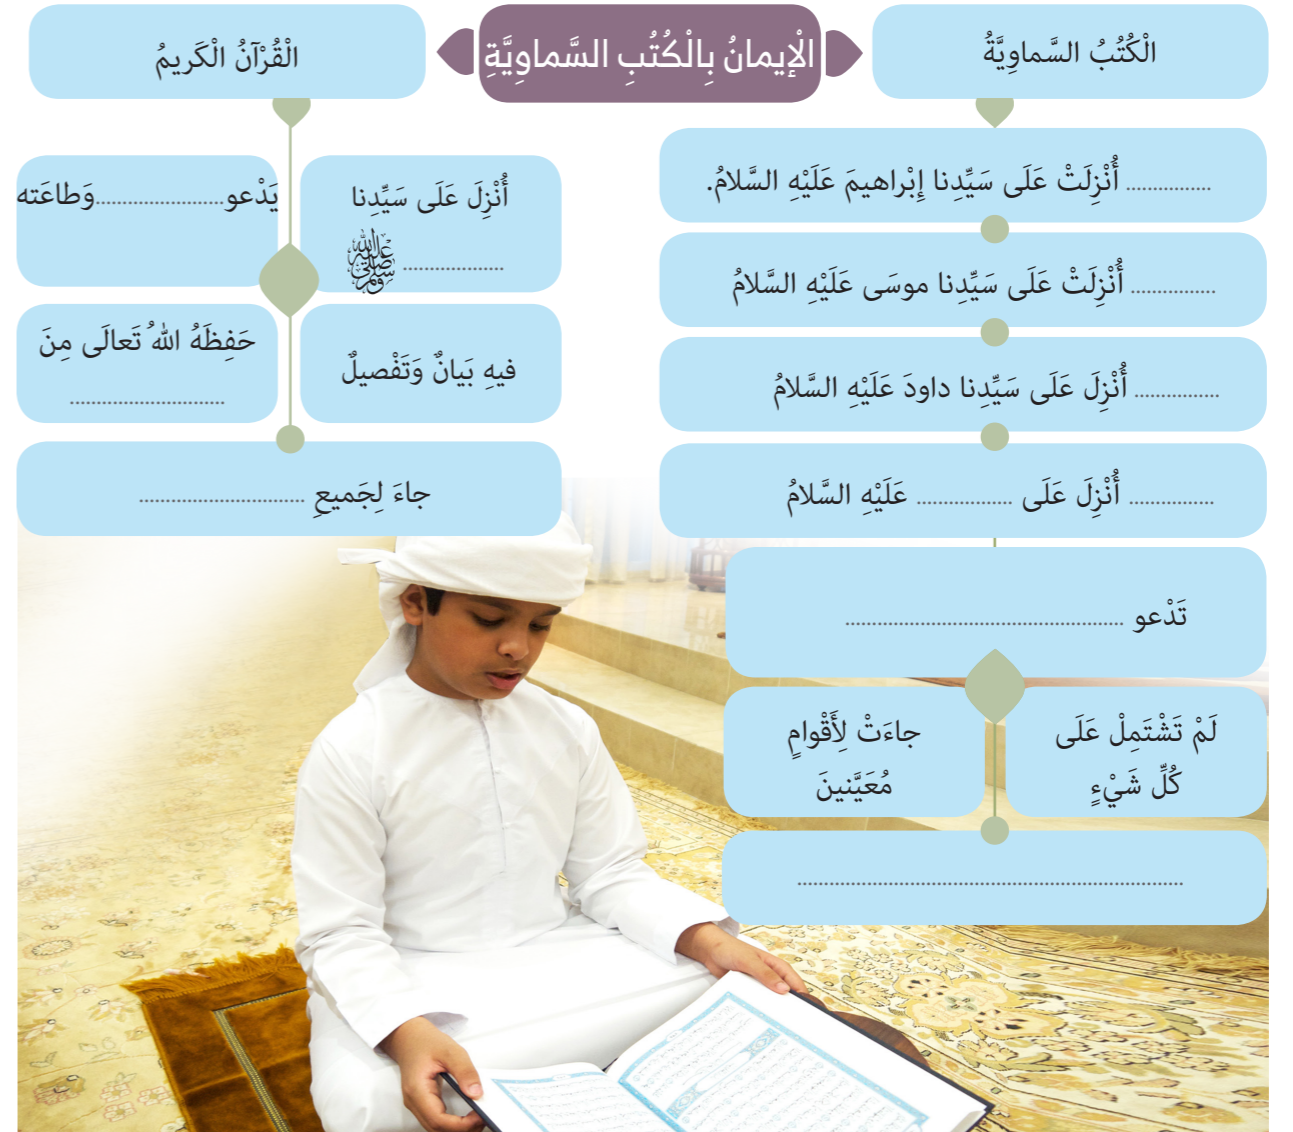 الْإيمانُ بِالْكُتُبِ السَّماوِيَّةِ
الْكُتُبُ السَّماوِيَّةُ
................ أُنْزِلَتْ عَلَى سَيِّدِنا إِبْراهيمَ عَلَيْهِ السَّلامُ.
................ أُنْزِلَتْ عَلَى سَيِّدِنا موسَى عَلَيْهِ السَّلامُ
................ أُنْزِلَ عَلَى سَيِّدِنا داودَ عَلَيْهِ السَّلامُ
................ أُنْزِلَ عَلَى .................. عَلَيْهِ السَّلامُ
تَدْعو .....................................................
لَمْ تَشْتَمِلْ عَلَى
كُلِّ شَيْءٍ
جاءَتْ لِأَقْوامٍ
مُعَيَّنينَ
..........................................................................
الْقُرْآنُ الْكَريمُ
أُنْزِلَ عَلَى سَيِّدِنا
................... ﷺ
يَدْعو........................وَطاعَته
فيهِ بَيانٌ وَتَفْصيلٌ
حَفِظَهُ اللهُ تَعالَى مِنَ
..............................
جاءَ لِجَميعِ ................................